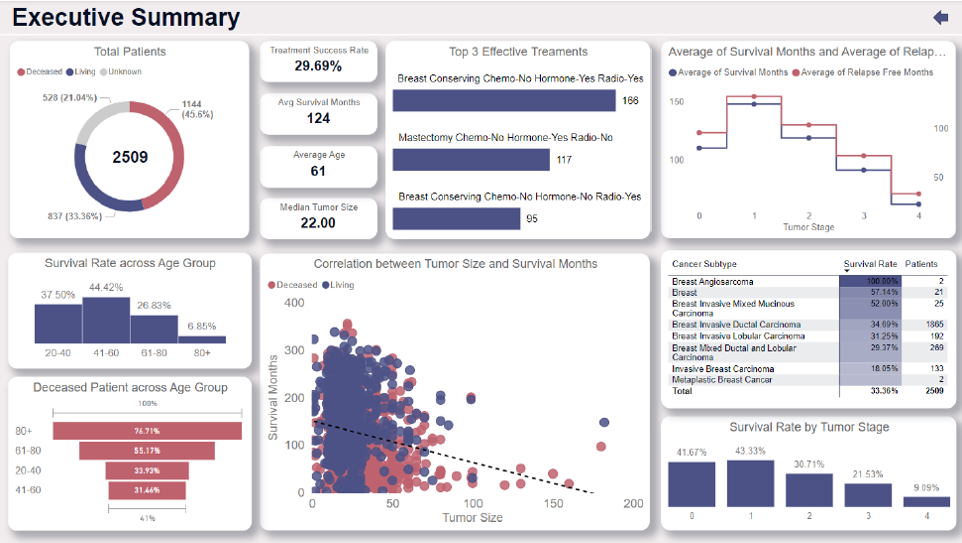 Executive Summary
Total Patients
Deceased Living Unknown
528 (21.04%)
1144
(45.6%)
2509
837 (33.36%)
Treatment Success Rate
29.69%
Avg Survival Months
124
Average Age
61
Median Tumor Size
22.00
Top 3 Effective Treaments
Breast Conserving Chemo-No Hormone-Yes Radio-Yes
166
Mastectomy Chemo-No Hormone-Yes Radio-No
117
Breast Conserving Chemo-No Hormone-No Radio-Yes
95
Average of Survival Months and Average of Relap...
Average of Survival Months Average of Relapse Free Months
150
100
100
50
0 1 2 3 4
Tumor Stage
Survival Rate across Age Group
37.50% 44.42% 26.83% 6.85%
20-40 41-60 61-80 80+
Deceased Patient across Age Group
100%
80+ 76.71%
61-80 55.17%
20-40 33.93%
41-60 31.46%
41%
Correlation between Tumor Size and Survival Months
Deceased Living
Survival Months
400
300
200
100
0
0 50 100 150 200
Tumor Size
Cancer Subtype Survival Rate Patients
Breast Angiosarcoma 100.00% 2
Breast 57.14% 21
Breast Invasive Mixed Mucinous 52.00% 25
Carcinoma
Breast Invasive Ductal Carcinoma 34.69% 1865
Breast Invasive Lobular Carcinoma 31.25% 192
Breast Mixed Ductal and Lobular 29.37% 269
Carcinoma
Invasive Breast Carcinoma 18.05% 133
Metaplastic Breast Cancer 2
Total 33.36% 2509
Survival Rate by Tumor Stage
41.67% 43.33% 30.71% 21.53% 9.09%
0 1 2 3 4